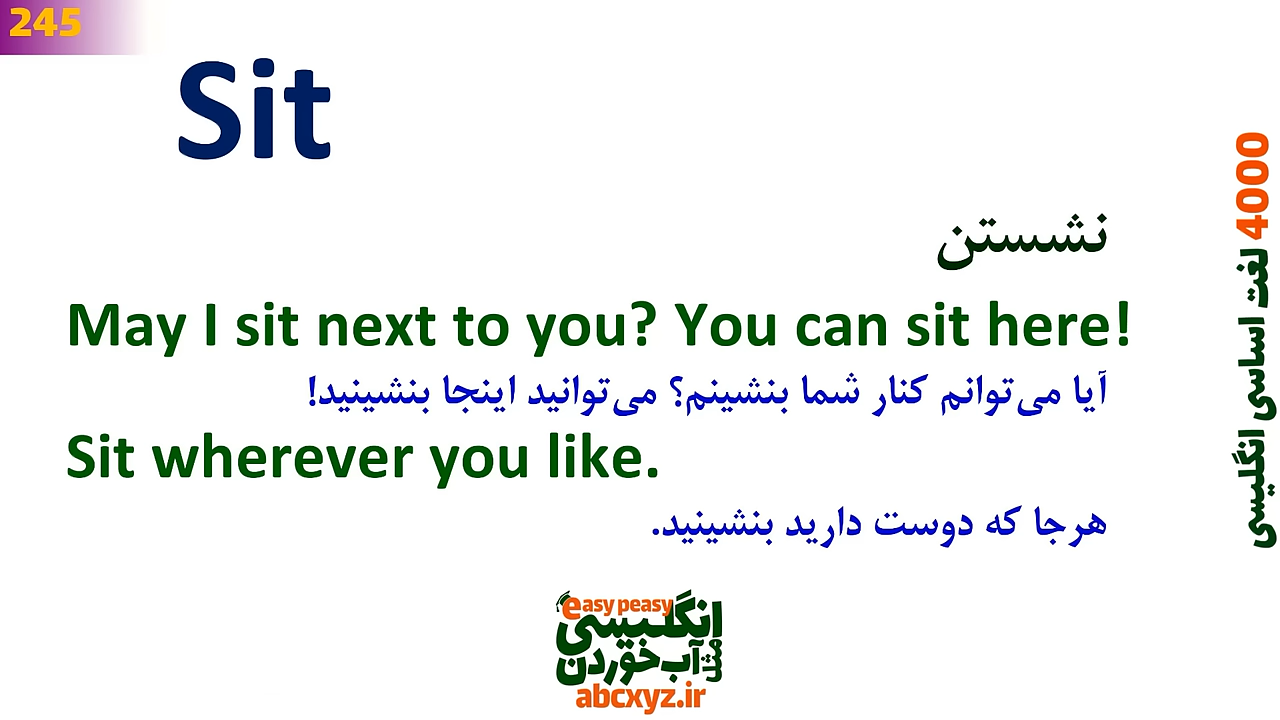 245
Sit
نشستن
May I sit next to you? You can sit here!
آیا می‌توانم کنار شما بنشینم؟ می‌توانید اینجا بنشینید!
Sit wherever you like.
هرجا که دوست دارید بنشینید.
4000 لغت اساسی انگلیسی
easy peasy
انگلیسی
مثل آب خوردن
abcxyz.ir